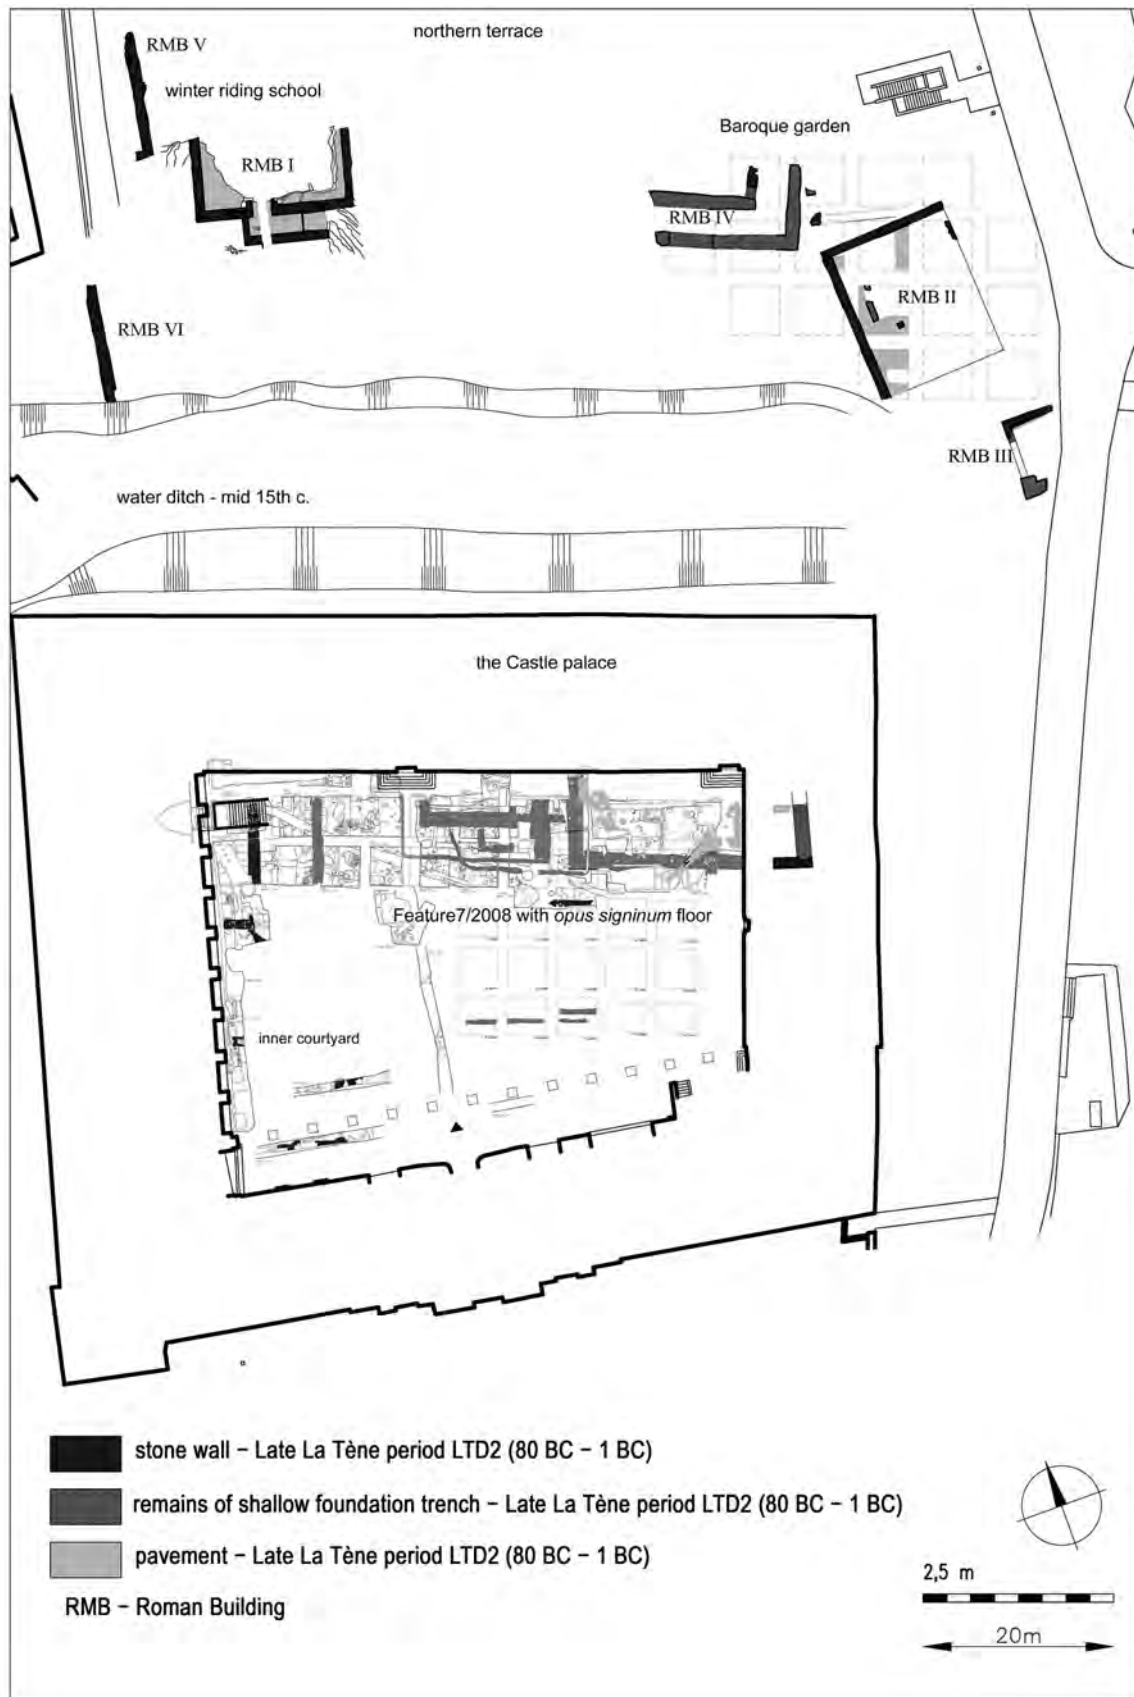 northern terrace
RMB V
winter riding school
RMB I
Baroque garden
RMB IV
RMB II
RMB VI
RMB III
water ditch - mid 15th c.
the Castle palace
Feature7/2008 with opus signinum floor
inner courtyard
stone wall – Late La Tène period LTD2 (80 BC – 1 BC)
remains of shallow foundation trench – Late La Tène period LTD2 (80 BC – 1 BC)
pavement – Late La Tène period LTD2 (80 BC – 1 BC)
RMB – Roman Building
2,5 m
20m